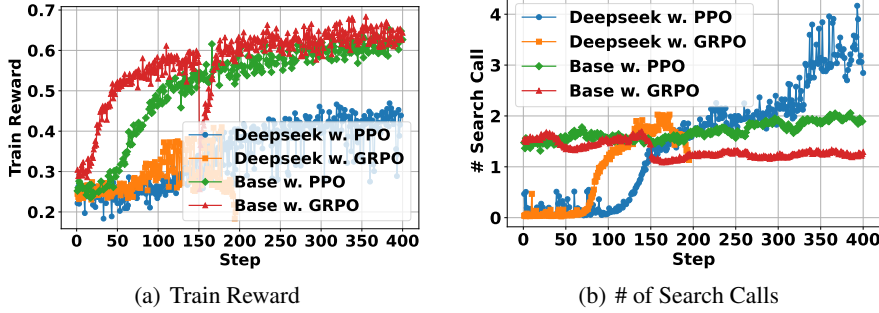 0.7
0.6
0.5
0.4
0.3
0.2
Train Reward
Deepseek w. PPO
Deepseek w. GRPO
Base w. PPO
Base w. GRPO
0 50 100 150 200 250 300 350 400
Step
(a) Train Reward
4
3
2
1
0
# Search Call
Deepseek w. PPO
Deepseek w. GRPO
Base w. PPO
Base w. GRPO
0 50 100 150 200 250 300 350 400
Step
(b) # of Search Calls